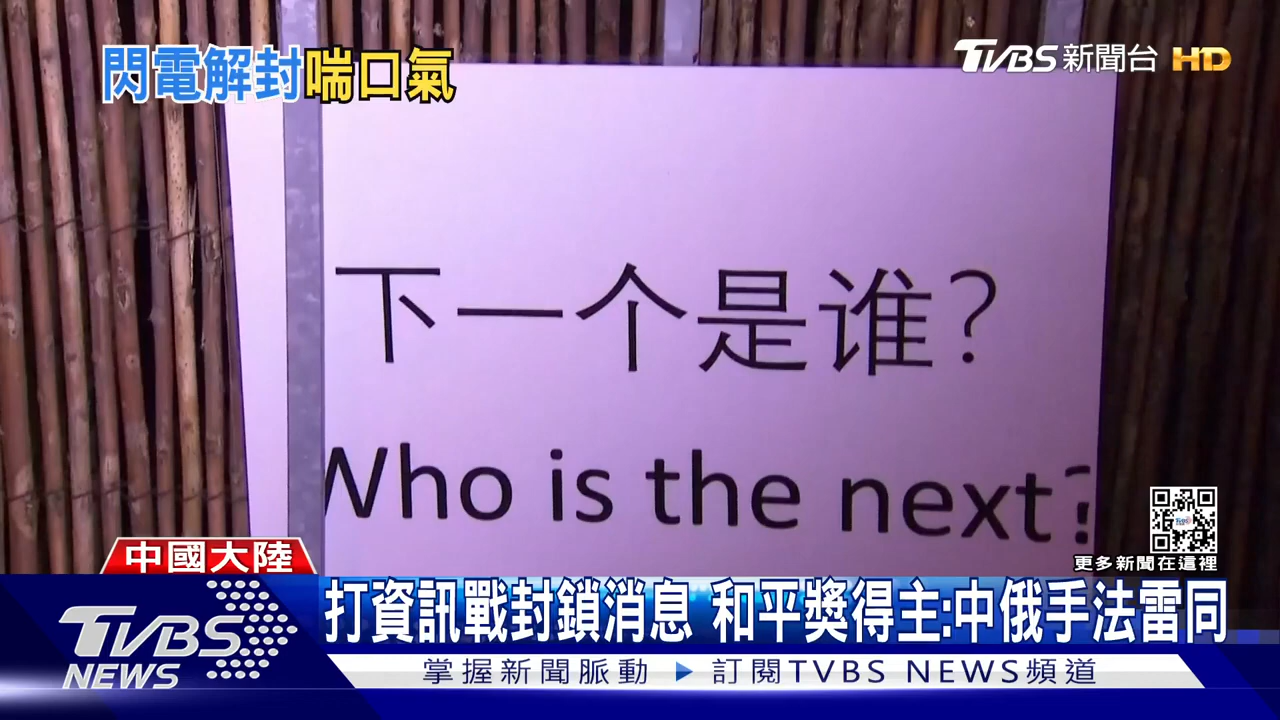 閃電解封喘口氣
TVBS新聞台 HD
下一个是谁？
Who is the next?
更多新聞在這裡
中國大陸
打資訊戰封鎖消息 和平獎得主:中俄手法雷同
TVBS NEWS
掌握新聞脈動 ▶ 訂閱TVBS NEWS頻道